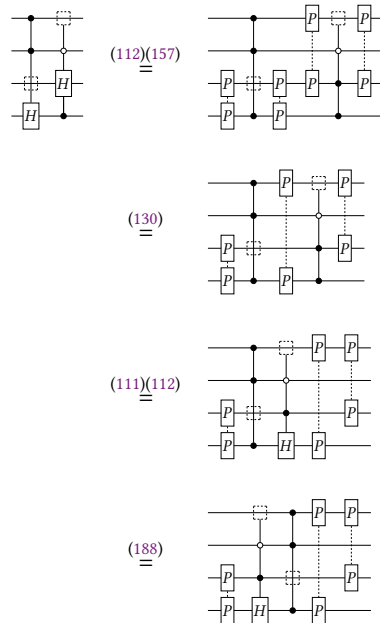 P P
(112)(157)
=
H P P P P
H P P
P P
(130)
=
P P
P P
P P
(111)(112)
=
P P
P H P
P P
(188)
=
P P
P H P